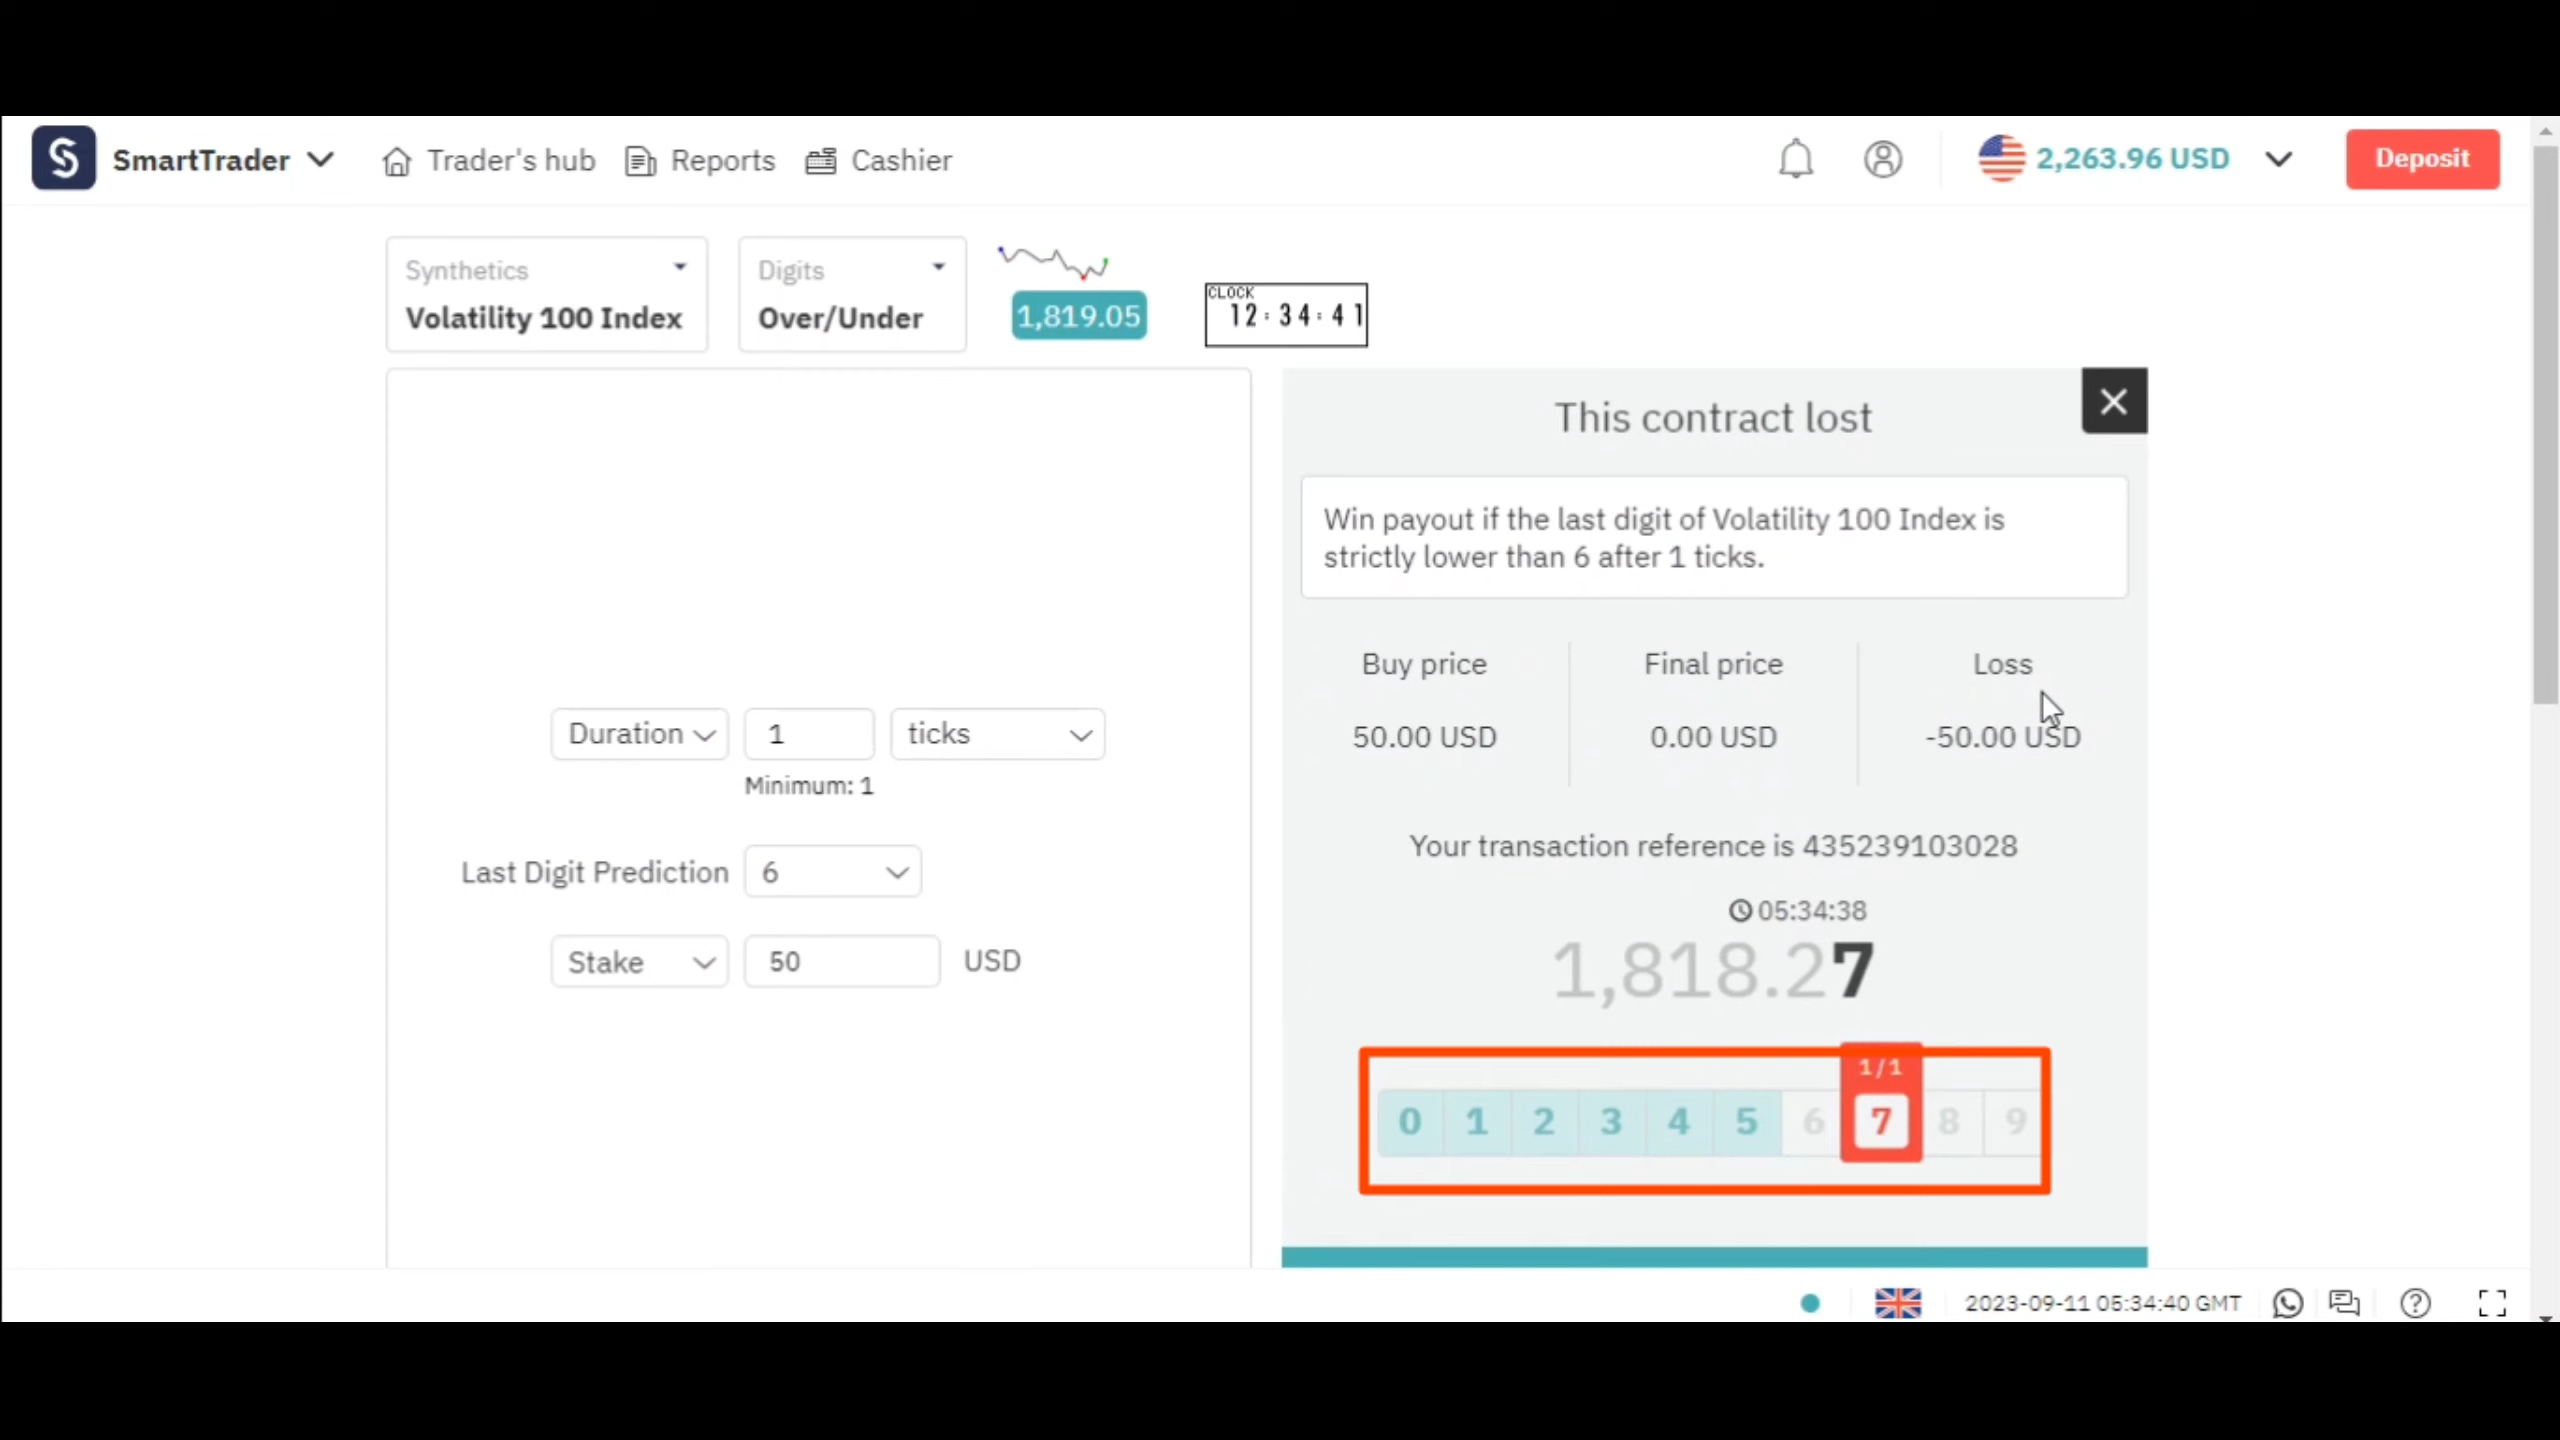 S SmartTrader Trader's hub Reports Cashier 2,263.96 USD Deposit
Synthetics
Volatility 100 Index
Digits
Over/Under
1,819.05
CLOCK
12:34:41
This contract lost
Win payout if the last digit of Volatility 100 Index is
strictly lower than 6 after 1 ticks.
Buy price Final price Loss
50.00 USD 0.00 USD -50.00 USD
Duration 1 ticks
Minimum: 1
Last Digit Prediction 6
Stake 50 USD
Your transaction reference is 435239103028
05:34:38
1,818.27
1/1
0 1 2 3 4 5 6 7 8 9
2023-09-11 05:34:40 GMT